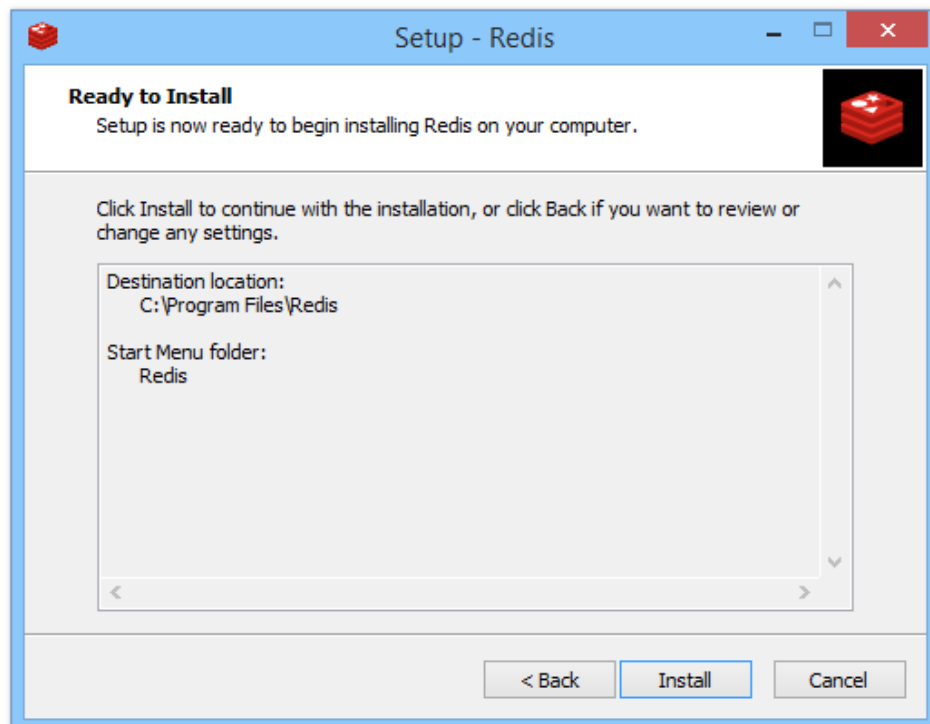 Setup - Redis
Ready to Install
Setup is now ready to begin installing Redis on your computer.
Click Install to continue with the installation, or click Back if you want to review or
change any settings.
Destination location:
C:\Program Files\Redis
Start Menu folder:
Redis
< Back
Install
Cancel